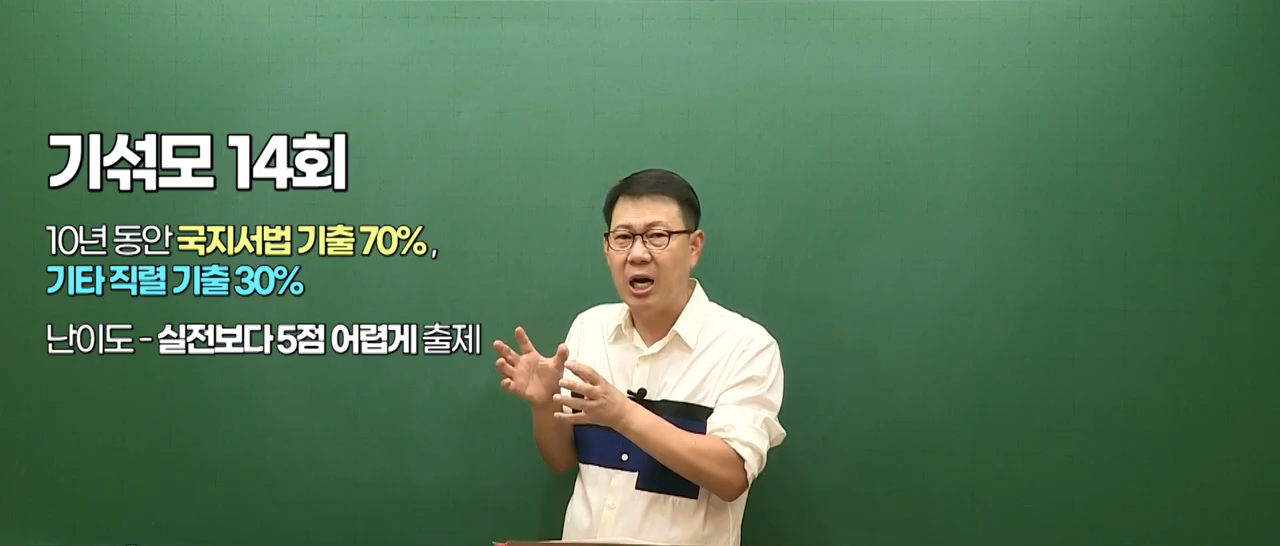 기섞모 14회
10년 동안 국지서법 기출 70%,
기타 직렬 기출 30%
난이도 - 실전보다 5점 어렵게 출제